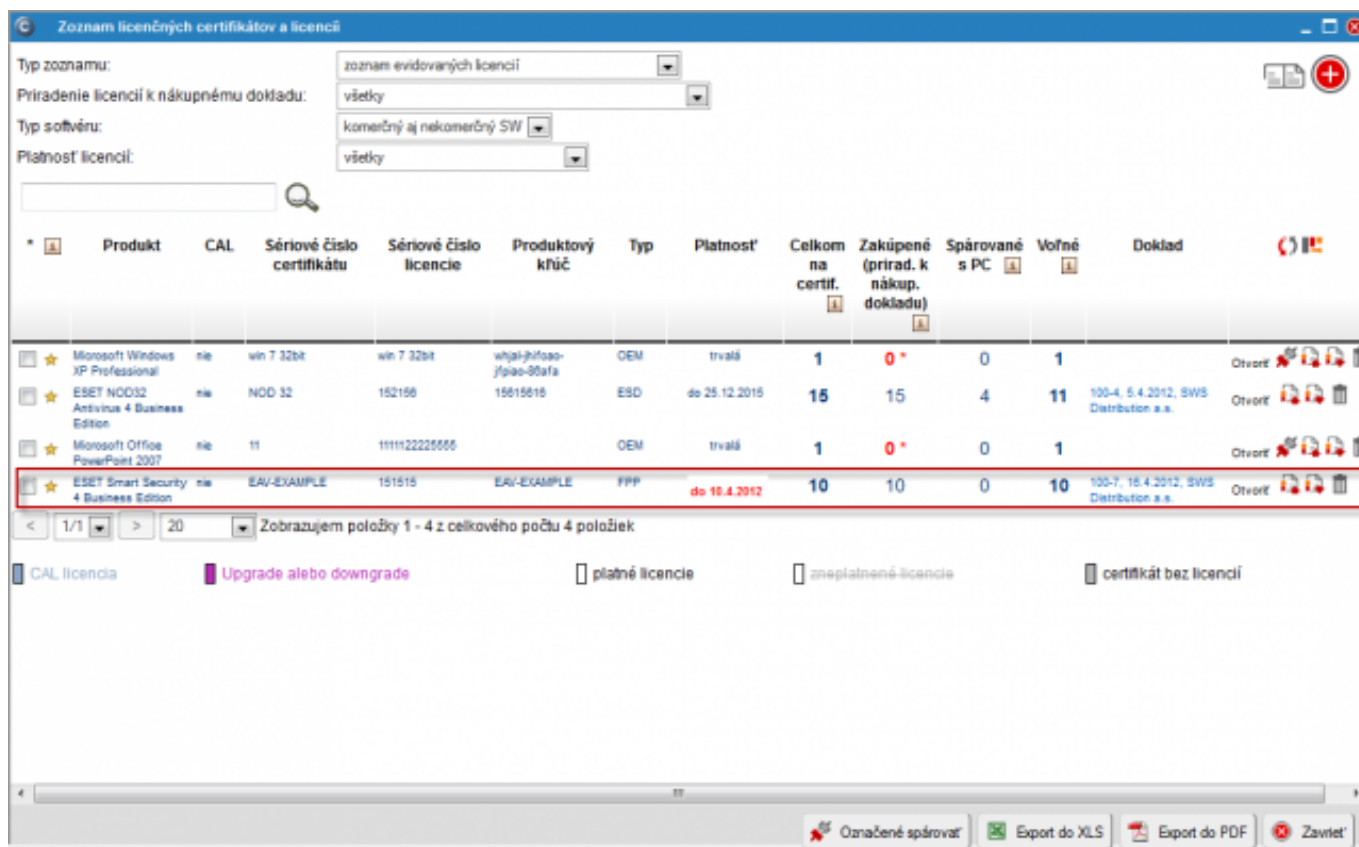 Zoznam licenčných certifikátov a licencií
Typ zoznamu: zoznam evidovaných licencií
Priradenie licencií k nákupnému dokladu: všetky
Typ softvéru: komerčný aj nekomerčný SW
Platnosť licencií: všetky
* Produkt CAL Sériové číslo certifikátu Sériové číslo licencie Produktový kľúč Typ Platnosť Celkom na certif. Zakúpené (prirad. k nákup. dokladu) Spárované s PC Voľné Doklad
Microsoft Windows XP Professional nie win 7 32bit win 7 32bit OEM trvalá 1 0 * 0 1 Otvoriť
ESET NOD32 Antivirus 4 Business Edition nie NOD 32 152156 15615616 ESD do 25.12.2015 15 15 4 11 100-4, 5.4.2012, SWS Distribution a.s. Otvoriť
Microsoft Office PowerPoint 2007 nie 11 OEM trvalá 1 0 * 0 1 Otvoriť
ESET Smart Security 4 Business Edition nie EAV-EXAMPLE 151515 EAV-EXAMPLE FPP do 10.4.2012 10 10 0 10 100-7, 16.4.2012, SWS Distribution a.s. Otvoriť
< 1/1 > 20 Zobrazujem položky 1 - 4 z celkového počtu 4 položiek
CAL licencia Upgrade alebo downgrade platné licencie zneplatnené licencie certifikát bez licencií
Označené spárovať Export do XLS Export do PDF Zavrieť